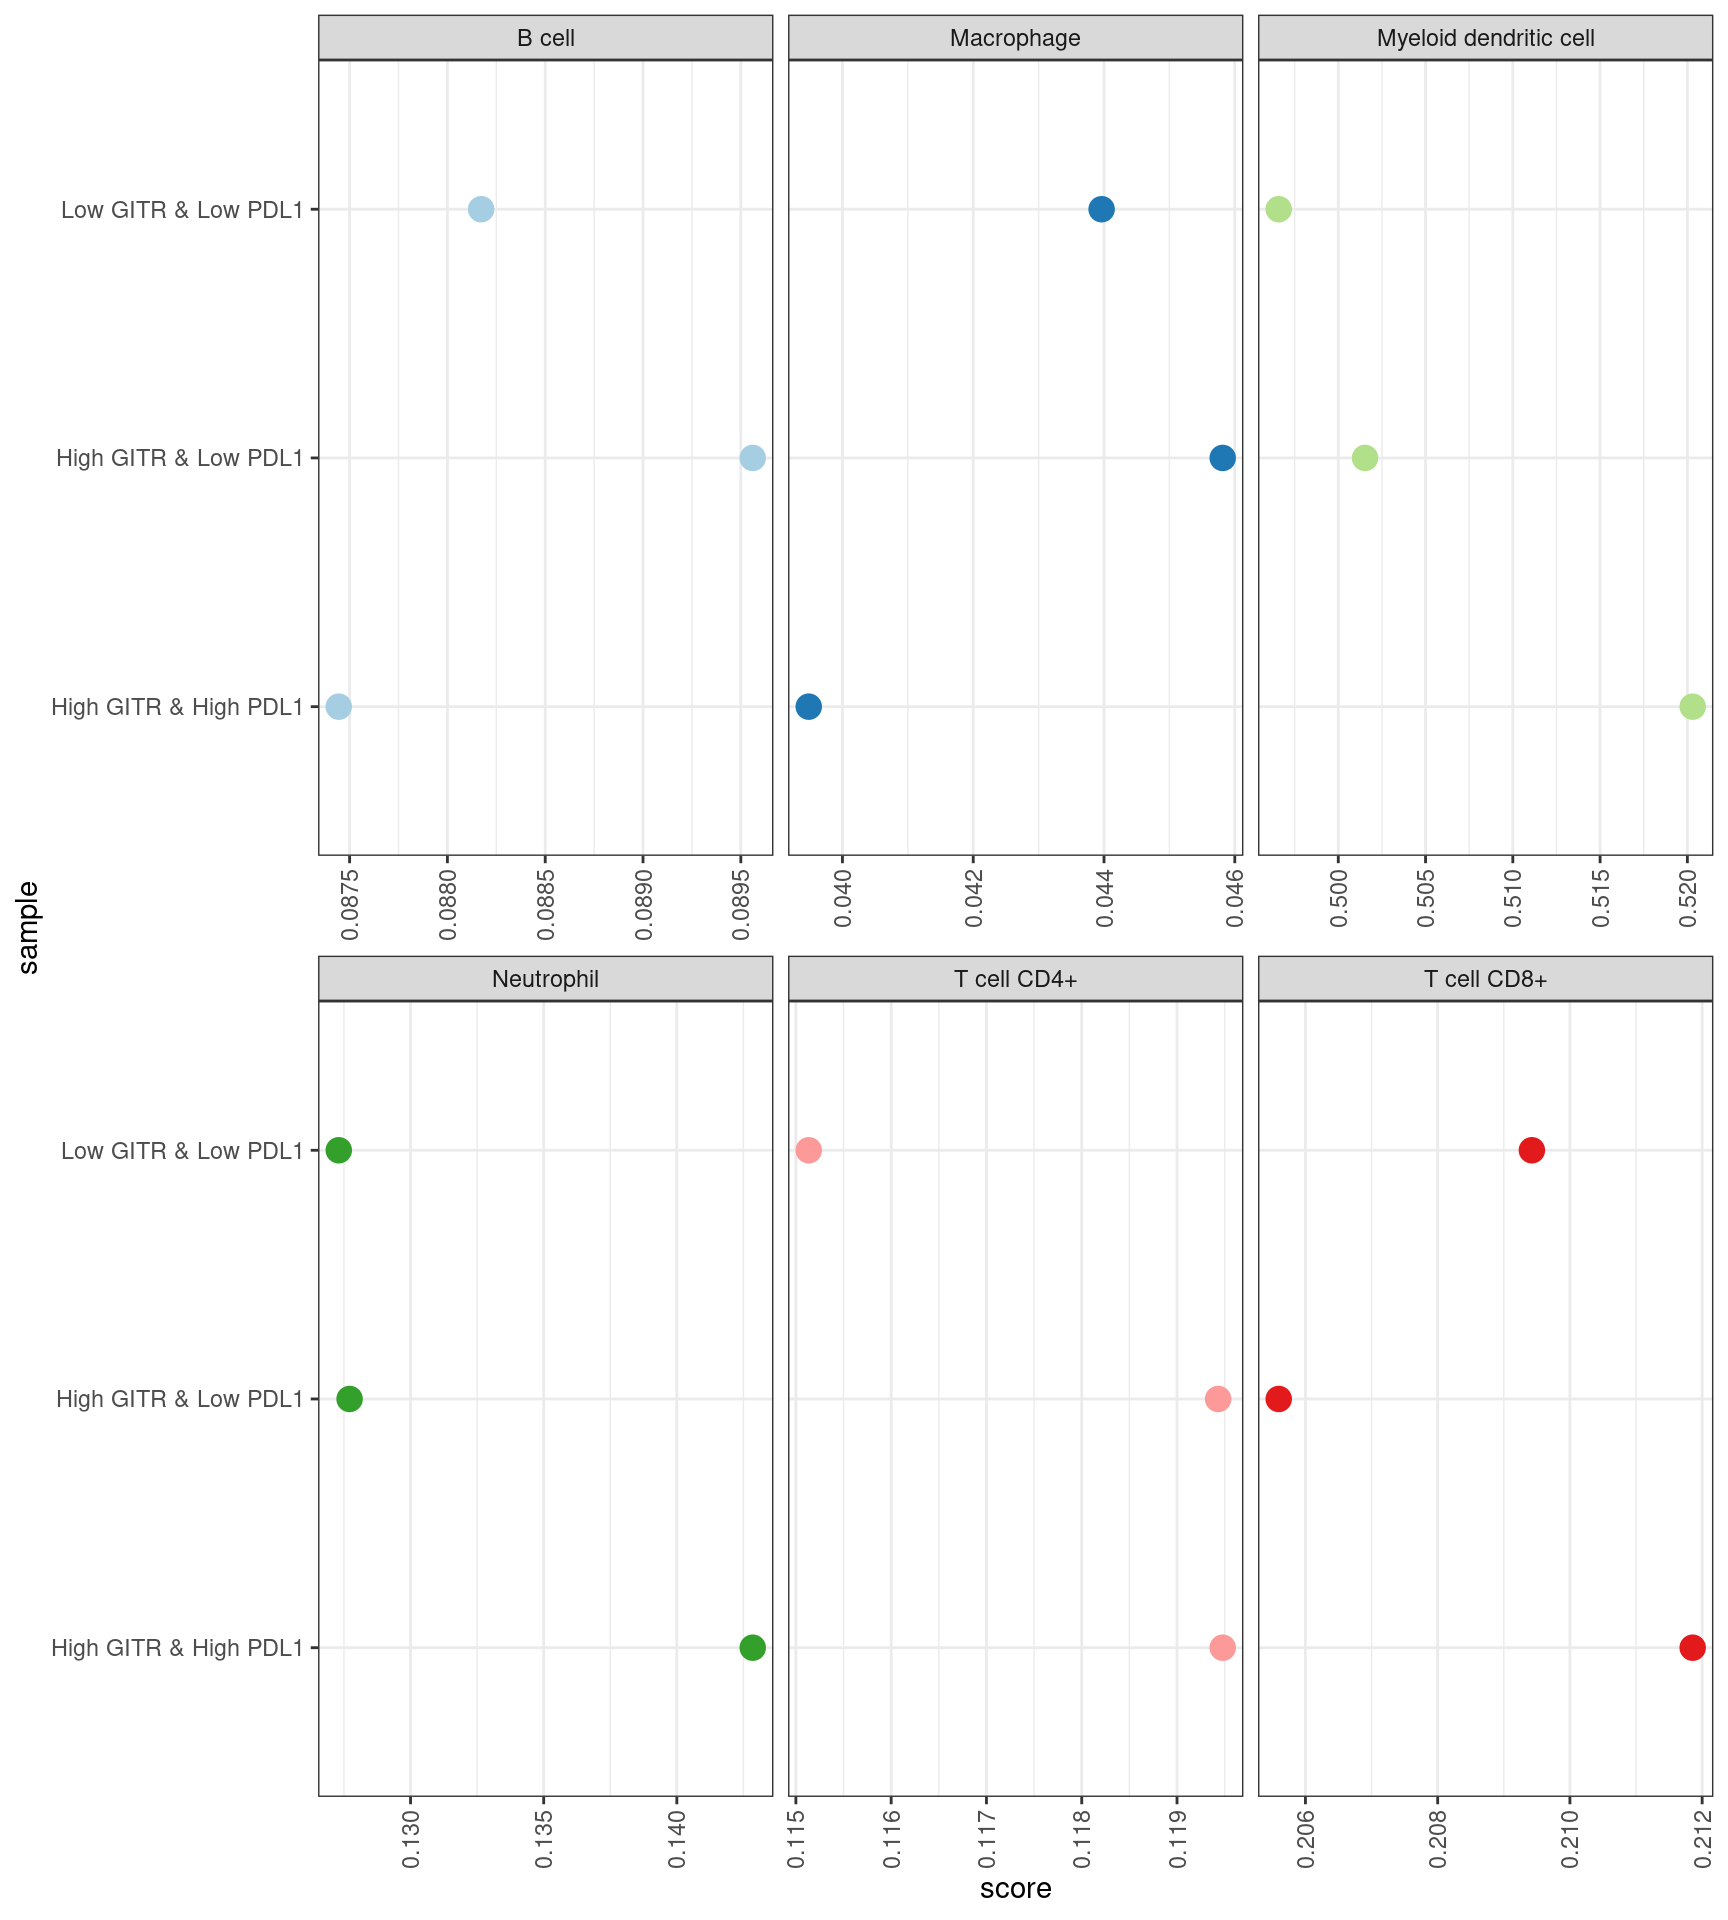 B cell
Macrophage
Myeloid dendritic cell
Low GITR & Low PDL1
High GITR & Low PDL1
High GITR & High PDL1
0.0875
0.0880
0.0885
0.0890
0.0895
0.040
0.042
0.044
0.046
0.500
0.505
0.510
0.515
0.520
sample
Neutrophil
T cell CD4+
T cell CD8+
Low GITR & Low PDL1
High GITR & Low PDL1
High GITR & High PDL1
0.130
0.135
0.140
0.115
0.116
0.117
0.118
0.119
0.206
0.208
0.210
0.212
score